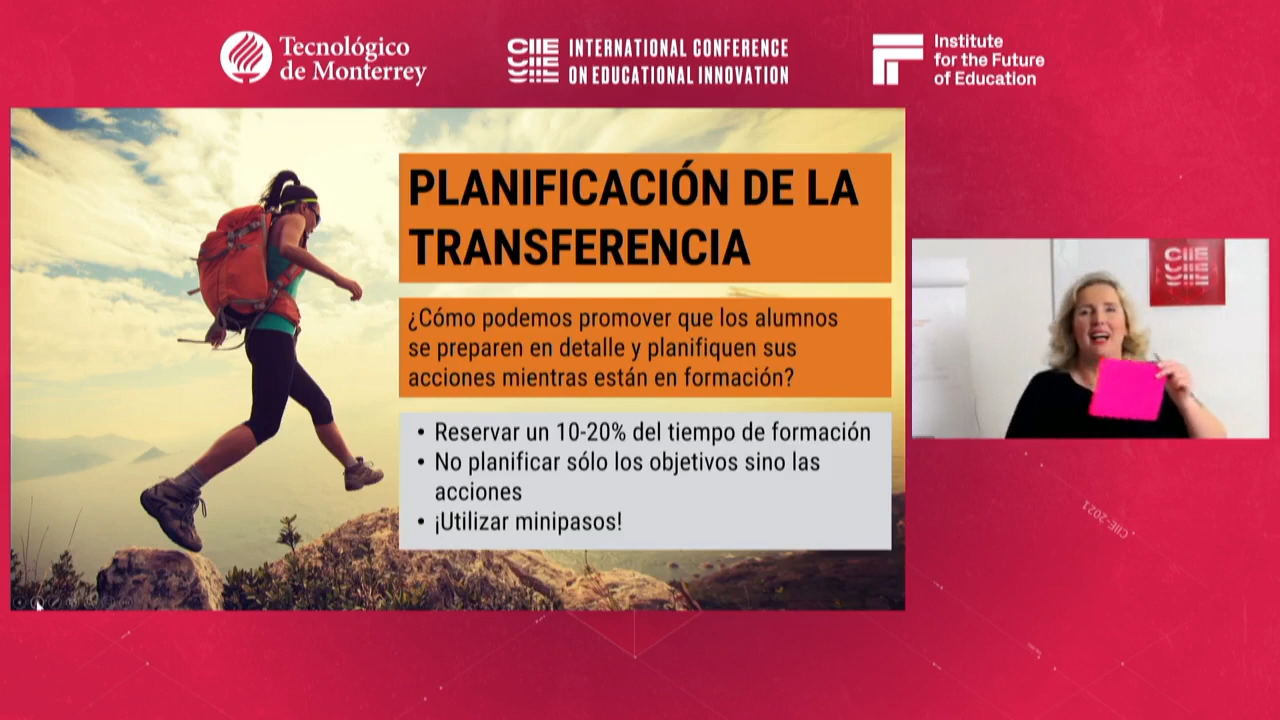 Tecnológico
de Monterrey
CIIE
INTERNATIONAL CONFERENCE
ON EDUCATIONAL INNOVATION
Institute
for the Future
of Education
PLANIFICACIÓN DE LA
TRANSFERENCIA
¿Cómo podemos promover que los alumnos
se preparen en detalle y planifiquen sus
acciones mientras están en formación?
• Reservar un 10-20% del tiempo de formación
• No planificar sólo los objetivos sino las
acciones
• ¡Utilizar minipasos!
CIIE
CIIE-2021